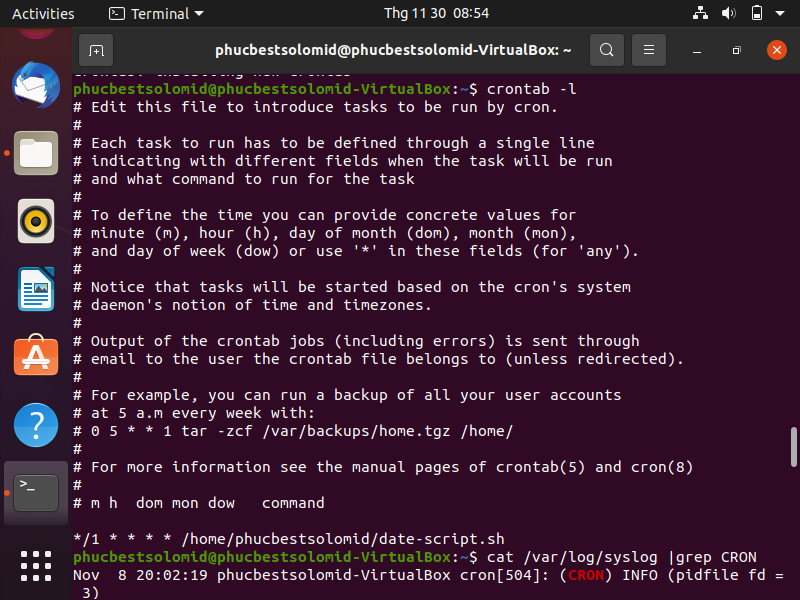 Activities
Terminal
Thg 11 30 08:54
phucbestsolomid@phucbestsolomid-VirtualBox: ~
phucbestsolomid@phucbestsolomid-VirtualBox:~$ crontab -l
# Edit this file to introduce tasks to be run by cron.
#
# Each task to run has to be defined through a single line
# indicating with different fields when the task will be run
# and what command to run for the task
#
# To define the time you can provide concrete values for
# minute (m), hour (h), day of month (dom), month (mon),
# and day of week (dow) or use '*' in these fields (for 'any').
#
# Notice that tasks will be started based on the cron's system
# daemon's notion of time and timezones.
#
# Output of the crontab jobs (including errors) is sent through
# email to the user the crontab file belongs to (unless redirected).
#
# For example, you can run a backup of all your user accounts
# at 5 a.m every week with:
# 0 5 * * 1 tar -zcf /var/backups/home.tgz /home/
#
# For more information see the manual pages of crontab(5) and cron(8)
#
# m h  dom mon dow   command
*/1 * * * * /home/phucbestsolomid/date-script.sh
phucbestsolomid@phucbestsolomid-VirtualBox:~$ cat /var/log/syslog |grep CRON
Nov  8 20:02:19 phucbestsolomid-VirtualBox cron[504]: (CRON) INFO (pidfile fd =
 3)